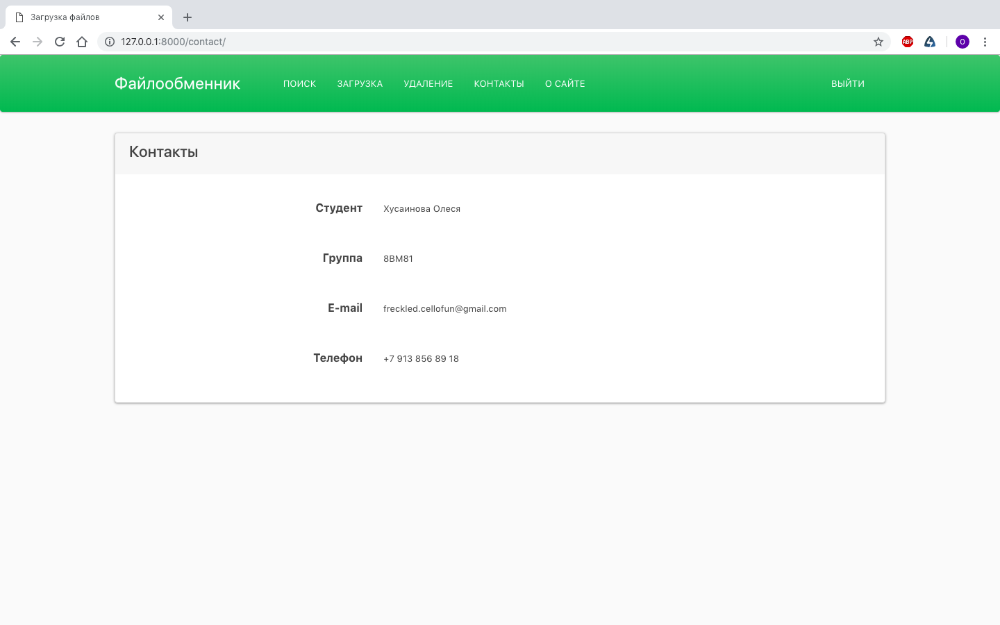 Загрузка файлов
127.0.0.1:8000/contact/
ABP
O
Файлообменник ПОИСК ЗАГРУЗКА УДАЛЕНИЕ КОНТАКТЫ О САЙТЕ ВЫЙТИ
Контакты
Студент Хусаинова Олеся
Группа 8ВМ81
E-mail freckled.cellofun@gmail.com
Телефон +7 913 856 89 18